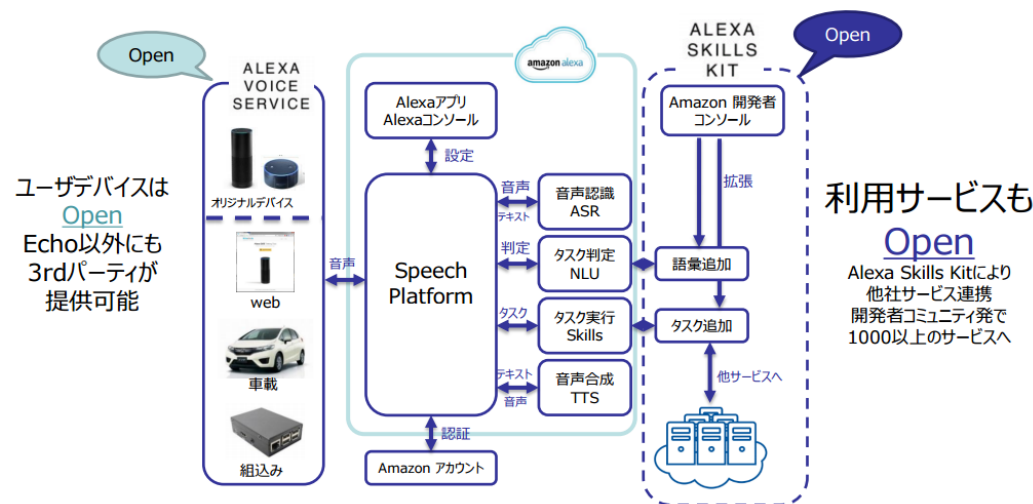 Open
ALEXA
VOICE
SERVICE
オリジナルデバイス
web
車載
組込み
ユーザデバイスは
Open
Echo以外にも
3rdパーティが
提供可能
音声
amazon alexa
Alexaアプリ
Alexaコンソール
設定
Speech
Platform
音声
テキスト
音声認識
ASR
判定
タスク判定
NLU
タスク
タスク実行
Skills
テキスト
音声
音声合成
TTS
認証
Amazon アカウント
ALEXA
SKILLS
KIT
Open
Amazon 開発者
コンソール
拡張
語彙追加
タスク追加
他サービスへ
利用サービスも
Open
Alexa Skills Kitにより
他社サービス連携
開発者コミュニティ発で
1000以上のサービスへ